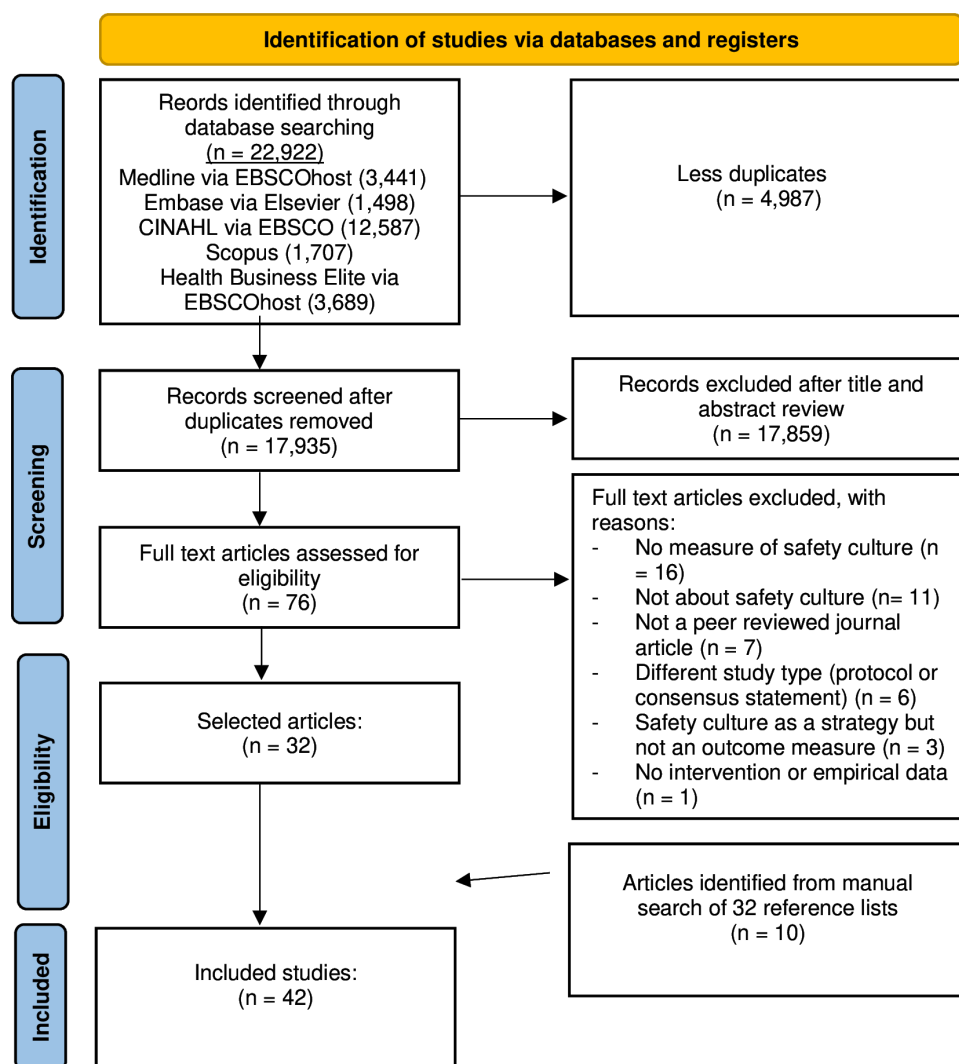 Identification of studies via databases and registers
Identification
Reords identified through
database searching
(n = 22,922)
Medline via EBSCOhost (3,441)
Embase via Elsevier (1,498)
CINAHL via EBSCO (12,587)
Scopus (1,707)
Health Business Elite via
EBSCOhost (3,689)
Less duplicates
(n = 4,987)
Screening
Records screened after
duplicates removed
(n = 17,935)
Records excluded after title and
abstract review
(n = 17,859)
Full text articles assessed for
eligibility
(n = 76)
Full text articles excluded, with
reasons:
- No measure of safety culture (n
= 16)
- Not about safety culture (n= 11)
- Not a peer reviewed journal
article (n = 7)
- Different study type (protocol or
consensus statement) (n = 6)
- Safety culture as a strategy but
not an outcome measure (n = 3)
- No intervention or empirical data
(n = 1)
Eligibility
Selected articles:
(n = 32)
Articles identified from manual
search of 32 reference lists
(n = 10)
Included
Included studies:
(n = 42)